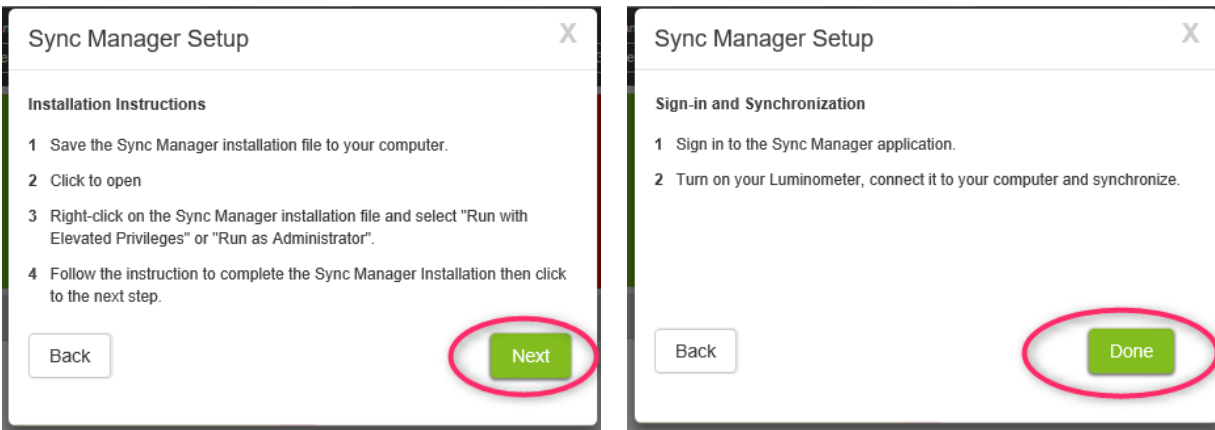 Sync Manager Setup
X
Installation Instructions
1 Save the Sync Manager installation file to your computer.
2 Click to open
3 Right-click on the Sync Manager installation file and select "Run with
Elevated Privileges" or "Run as Administrator".
4 Follow the instruction to complete the Sync Manager Installation then click
to the next step.
Back
Next
Sync Manager Setup
X
Sign-in and Synchronization
1 Sign in to the Sync Manager application.
2 Turn on your Luminometer, connect it to your computer and synchronize.
Back
Done